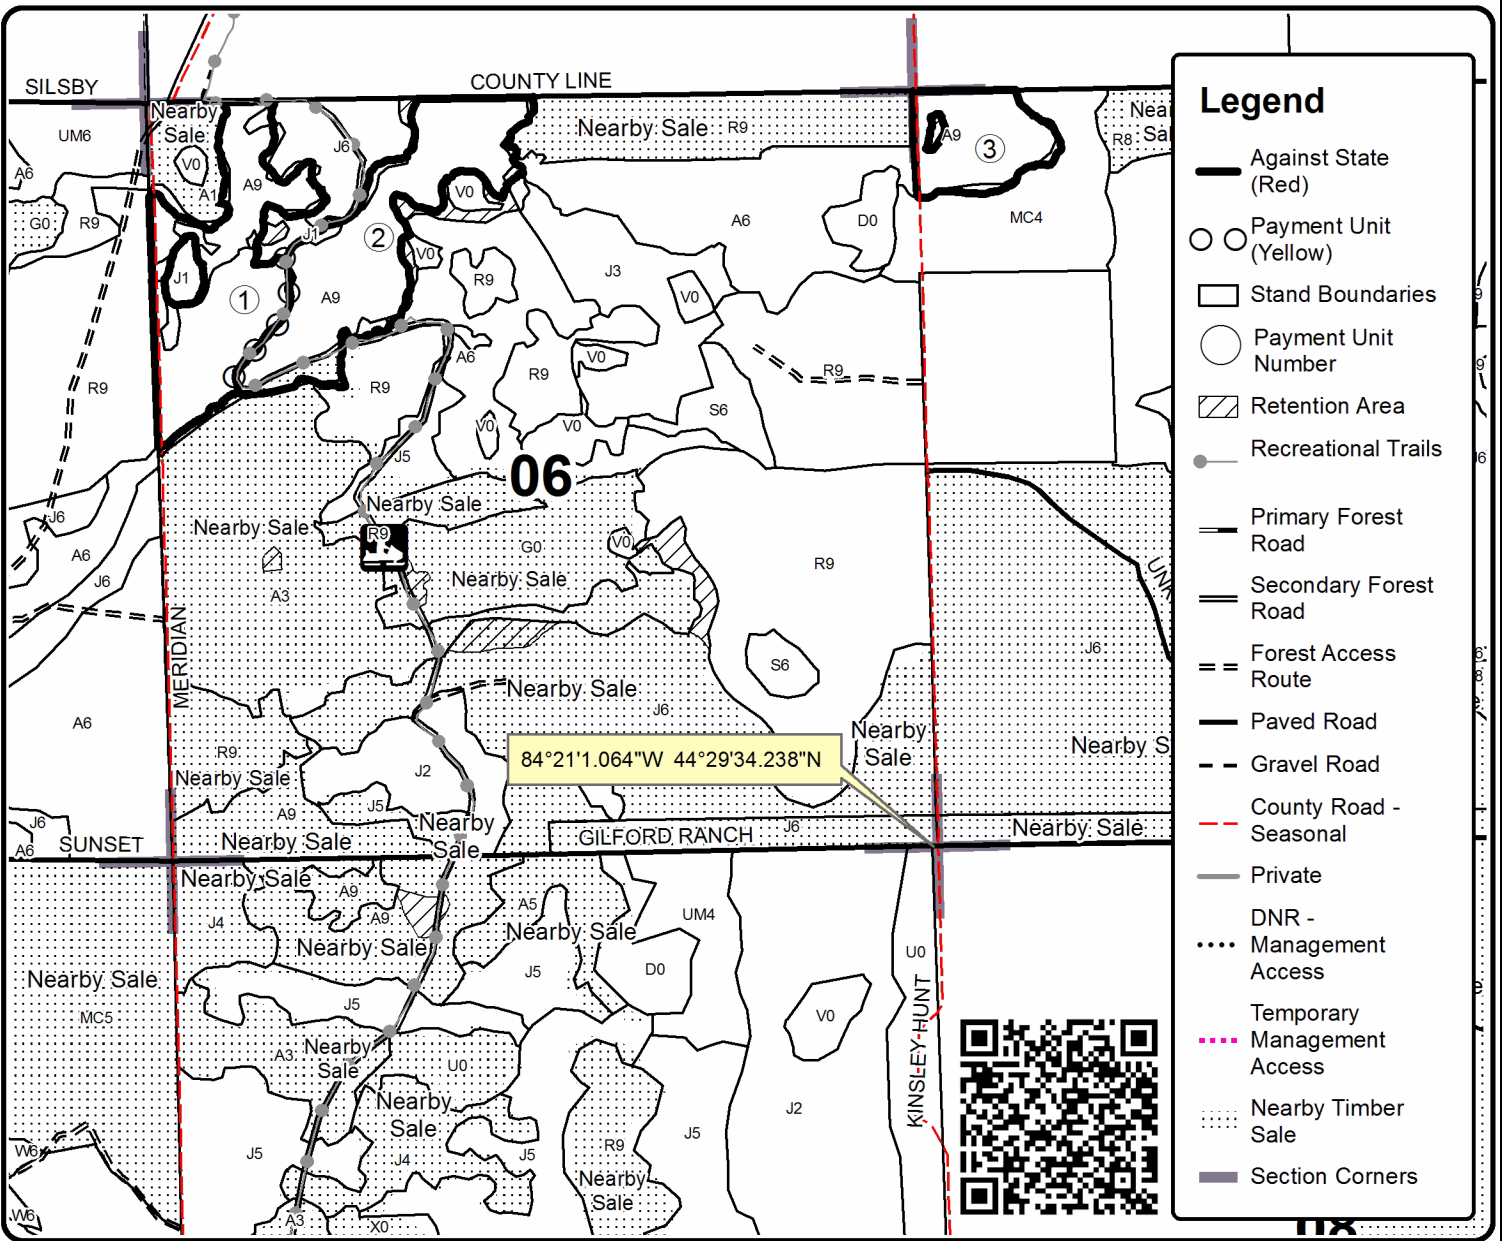 SILSBY
COUNTY LINE
Nearby
Sale
Nearby Sale
R9
UM6
V0
A6
A9
A1
J6
G0
R9
J1
J1
1
2
A9
V0
V0
R9
J3
A6
D0
A9
3
R8
MC4
V0
R9
R9
A6
R9
V0
R9
S6
V0
V0
J5
06
Nearby Sale
Nearby Sale
R9
G0
V0
Nearby Sale
A3
R9
J6
A6
J6
MERIDIAN
S6
J6
Nearby Sale
J6
A6
Nearby
Sale
R9
Nearby Sale
J2
84°21'1.064"W 44°29'34.238"N
J5
A9
Nearby Sale
Nearby
Sale
J6
A6
SUNSET
GILFORD RANCH
J6
Nearby Sale
Nearby Sale
A9
A9
J4
Nearby Sale
A5
Nearby Sale
UM4
D0
U0
Nearby Sale
MC5
J5
J5
V0
KINSLEY HUNT
A3
Nearby
Sale
U0
Nearby
Sale
J2
J5
R9
Nearby
Sale
W6
J5
J4
J5
W6
A3
X0
Legend
Against State
(Red)
Payment Unit
(Yellow)
Stand Boundaries
Payment Unit
Number
Retention Area
Recreational Trails
Primary Forest
Road
Secondary Forest
Road
Forest Access
Route
Paved Road
Gravel Road
County Road -
Seasonal
Private
DNR -
Management
Access
Temporary
Management
Access
Nearby Timber
Sale
Section Corners